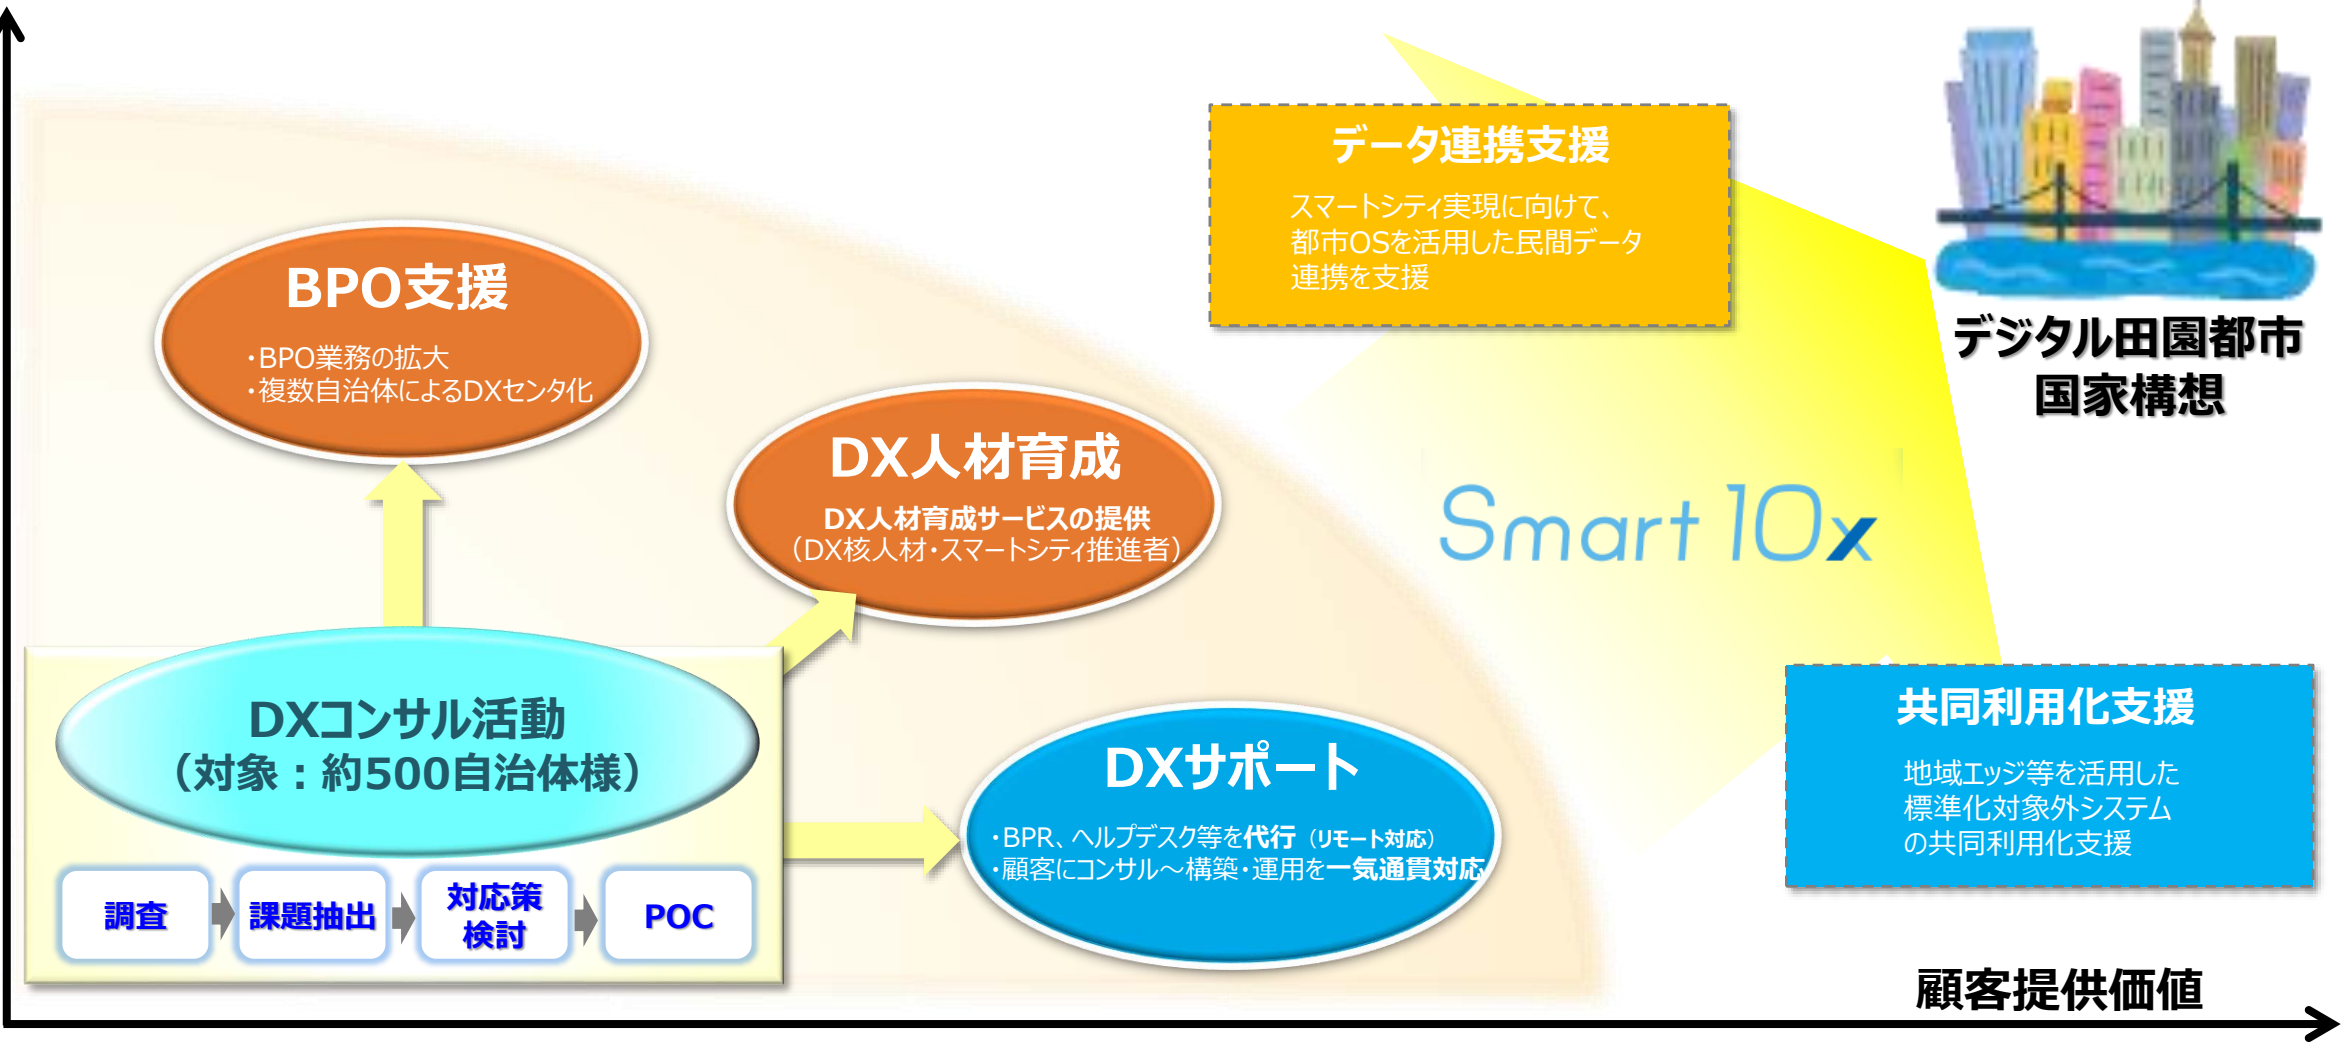 データ連携支援
スマートシティ実現に向けて、
都市OSを活用した民間データ
連携を支援
デジタル田園都市
国家構想
BPO支援
・BPO業務の拡大
・複数自治体によるDXセンタ化
DX人材育成
DX人材育成サービスの提供
（DX核人材・スマートシティ推進者）
Smart 10x
DXコンサル活動
（対象：約500自治体様）
調査
課題抽出
対応策
検討
POC
DXサポート
・BPR、ヘルプデスク等を代行（リモート対応）
・顧客にコンサル～構築・運用を一気通貫対応
共同利用化支援
地域エッジ等を活用した
標準化対象外システム
の共同利用化支援
顧客提供価値